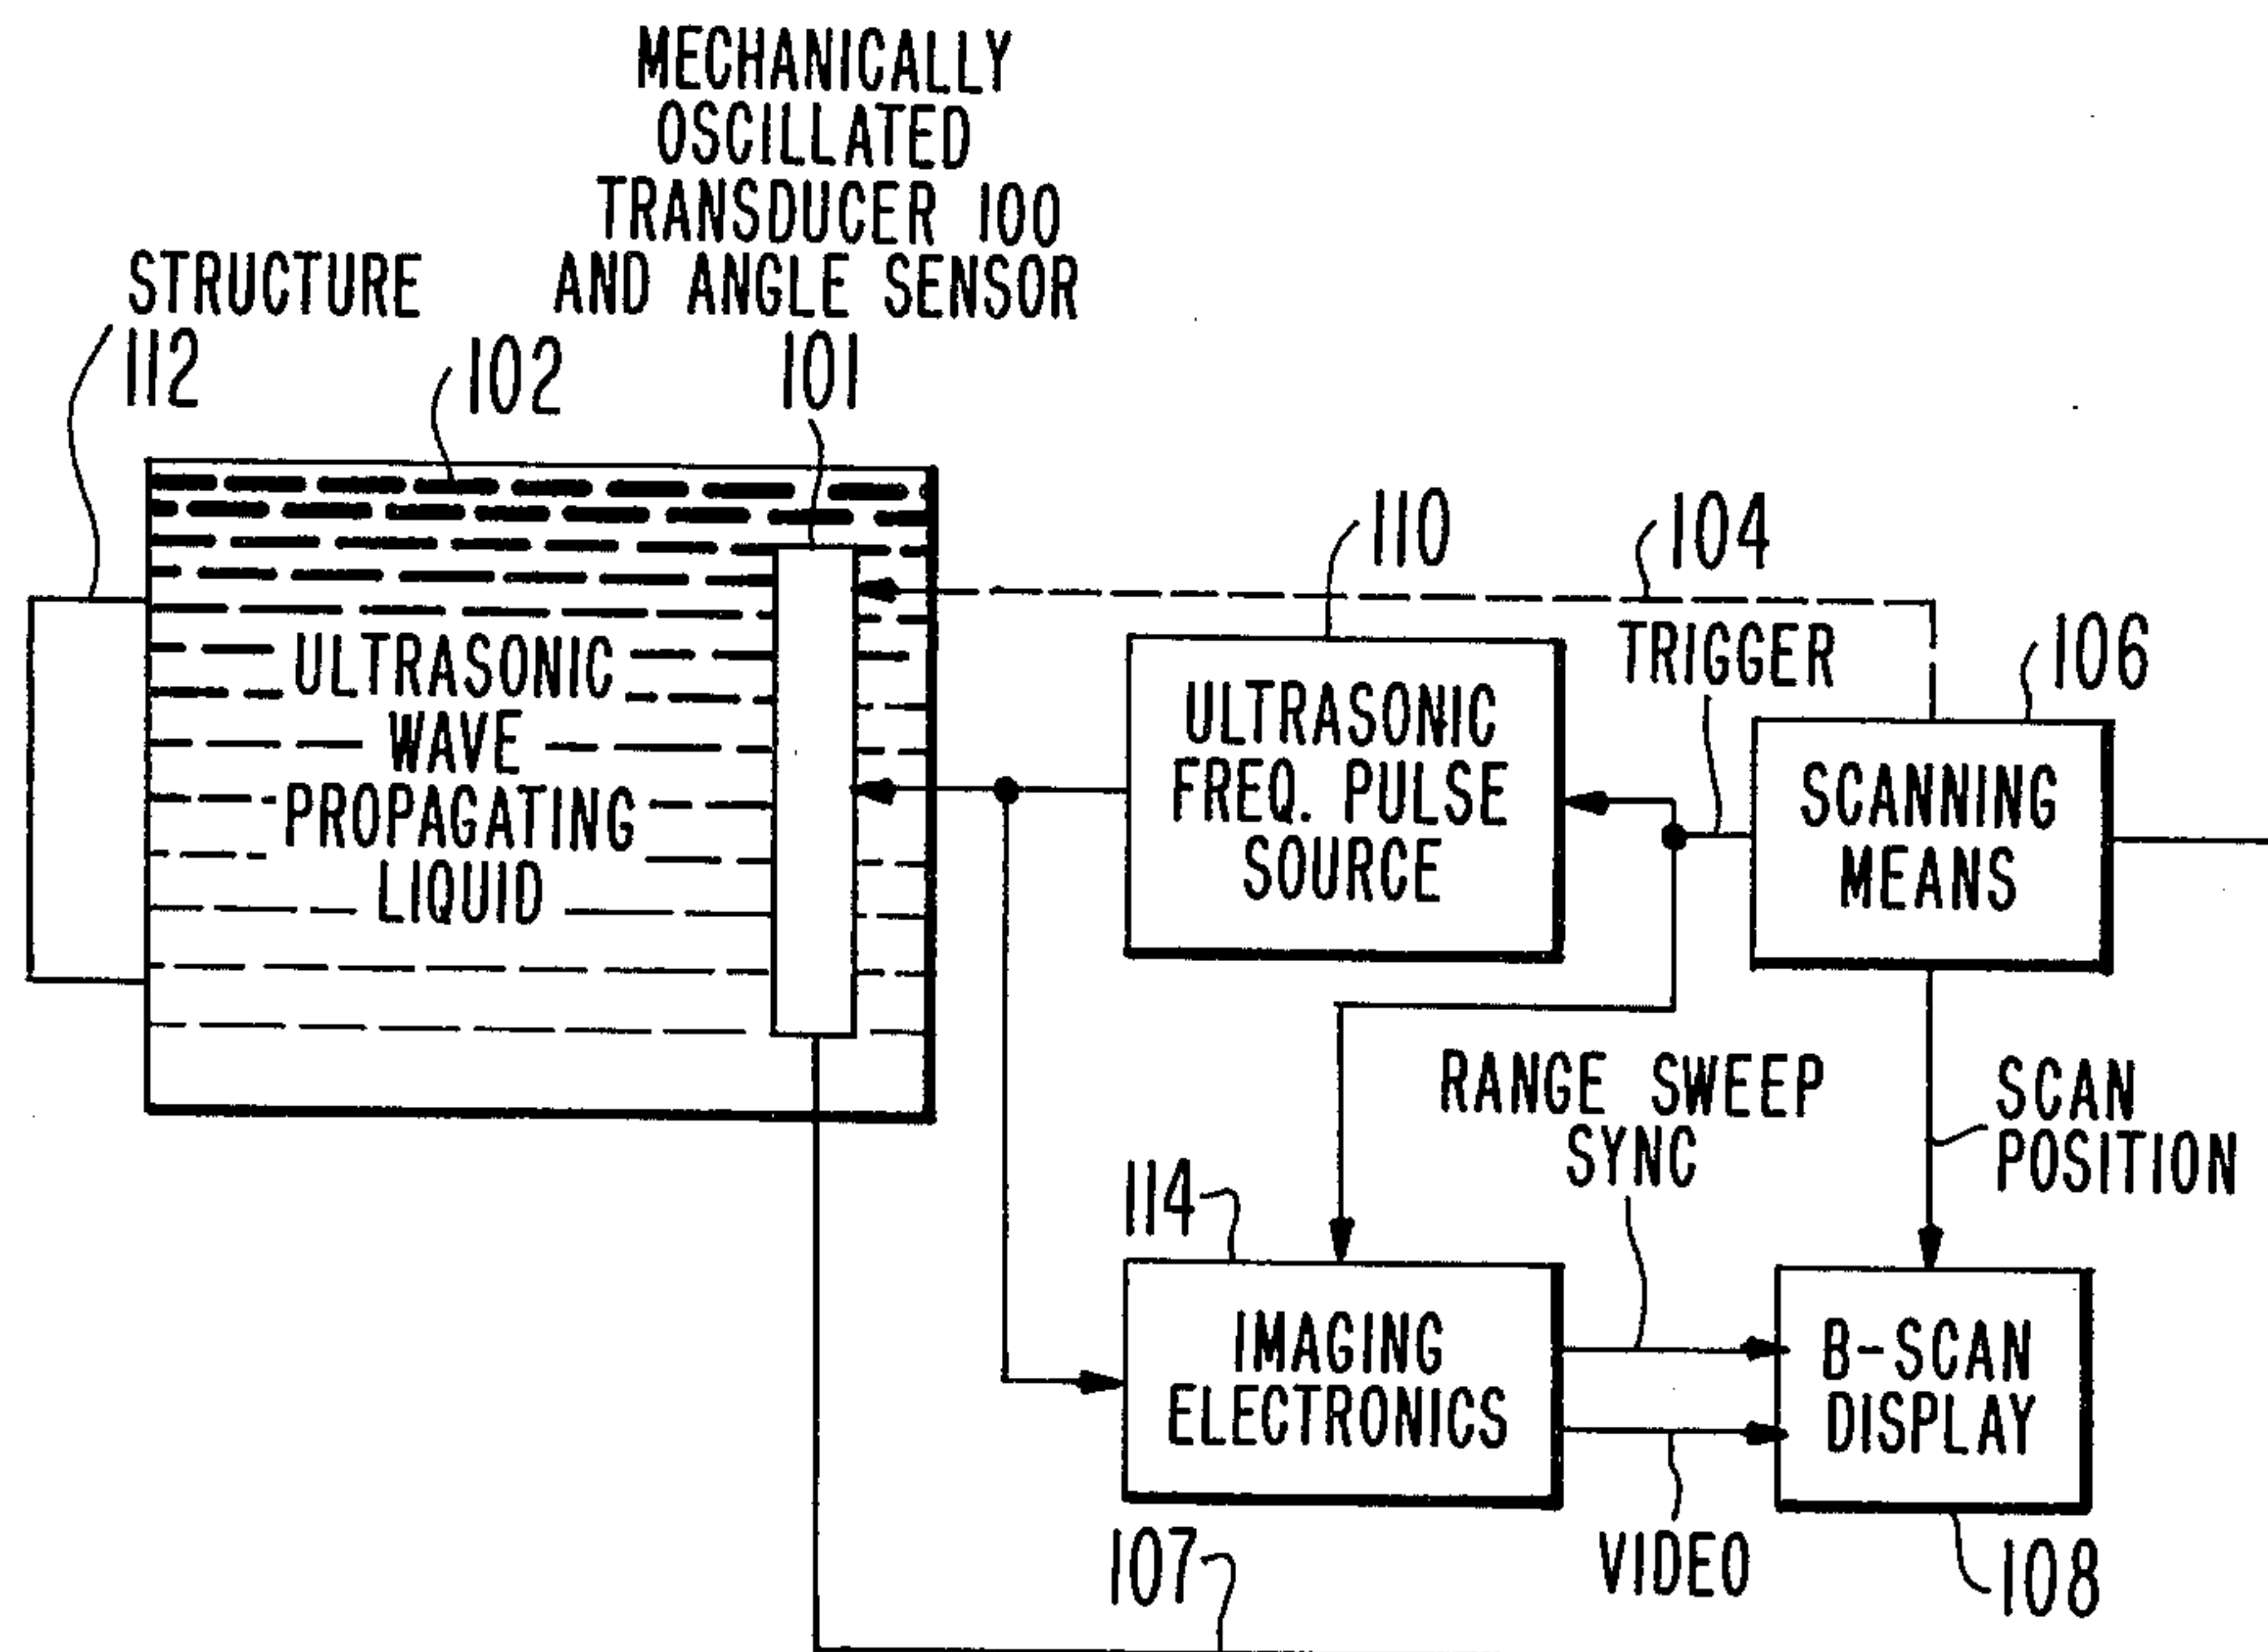 MECHANICALLY
OSCILLATED
TRANSDUCER 100
AND ANGLE SENSOR
101
STRUCTURE
112
102
110
104
TRIGGER
106
ULTRASONIC
WAVE
PROPAGATING
LIQUID
ULTRASONIC
FREQ. PULSE
SOURCE
SCANNING
MEANS
RANGE SWEEP
SYNC
SCAN
POSITION
114
IMAGING
ELECTRONICS
B-SCAN
DISPLAY
VIDEO
107
108